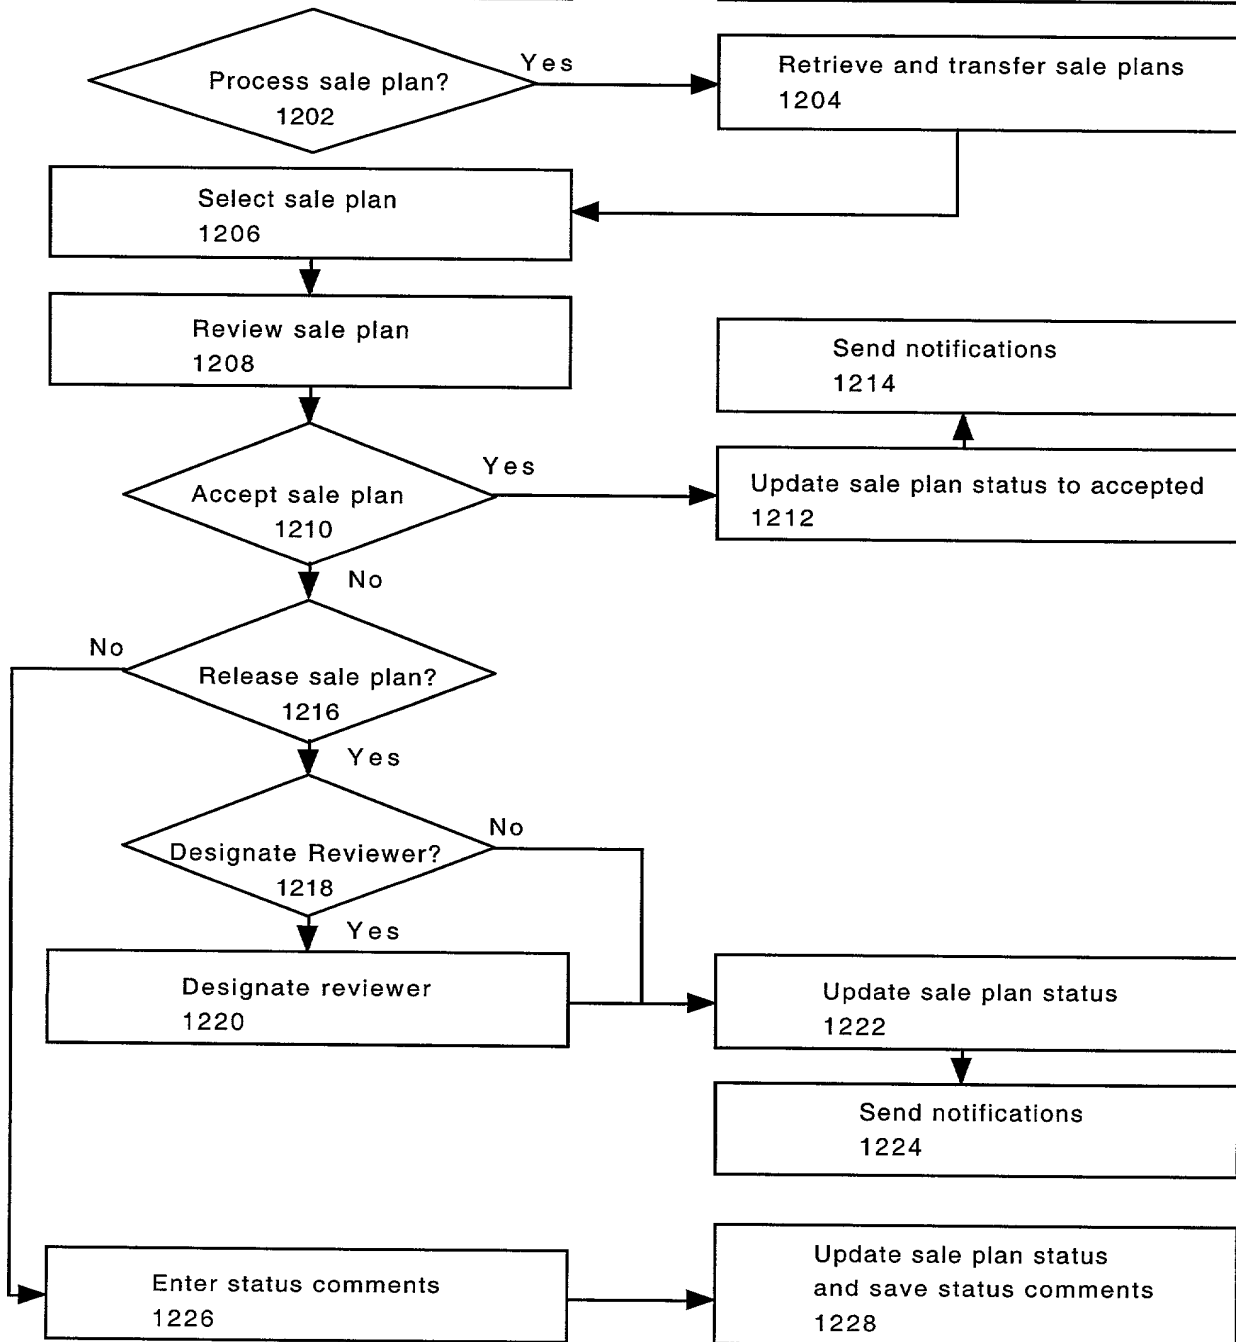 Process sale plan?
1202
Yes
Retrieve and transfer sale plans
1204
Select sale plan
1206
Review sale plan
1208
Send notifications
1214
Accept sale plan
1210
Yes
Update sale plan status to accepted
1212
No
No
Release sale plan?
1216
Yes
Designate Reviewer?
1218
No
Yes
Designate reviewer
1220
Update sale plan status
1222
Send notifications
1224
Enter status comments
1226
Update sale plan status
and save status comments
1228